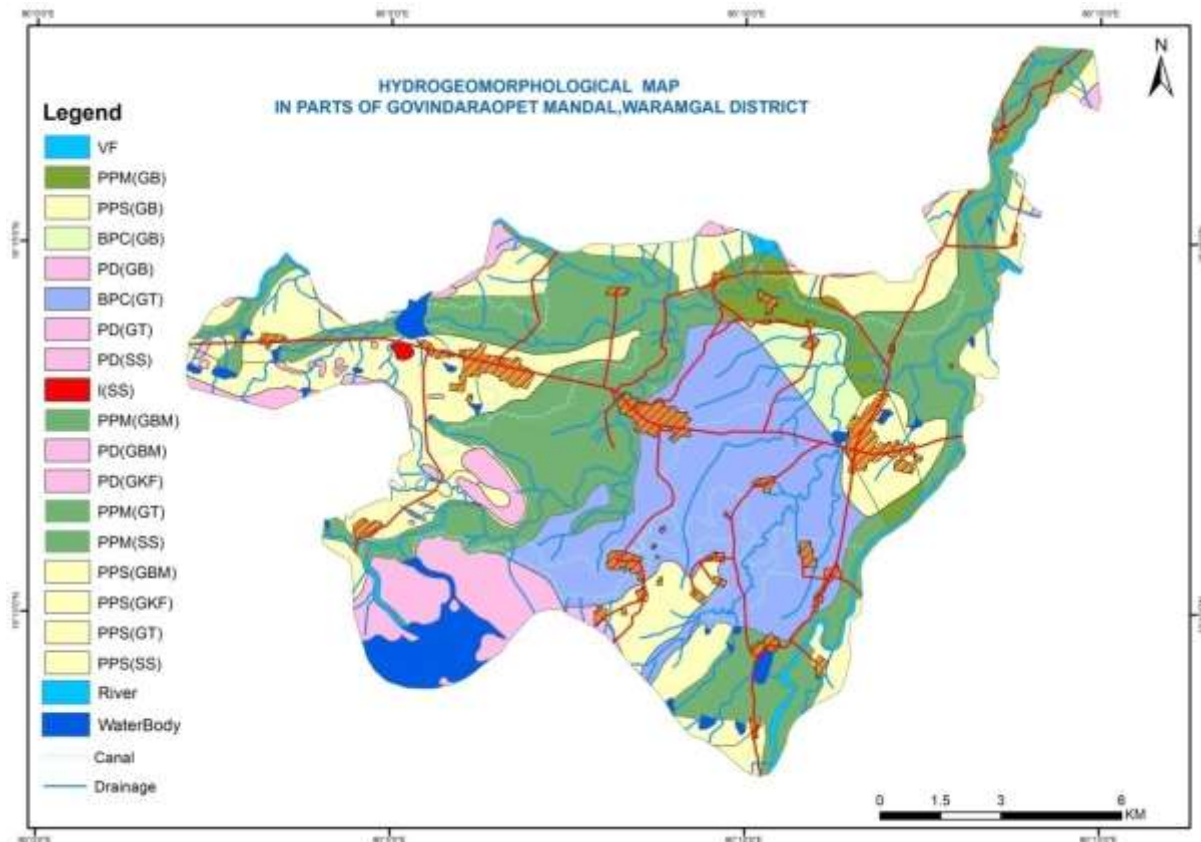 HYDROGEOMORPHOLOGICAL MAP
IN PARTS OF GOVINDARAOPET MANDAL,WARAMGAL DISTRICT
N
Legend
VF
PPM(GB)
PPS(GB)
BPC(GB)
PD(GB)
BPC(GT)
PD(GT)
PD(SS)
I(SS)
PPM(GBM)
PD(GBM)
PD(GKF)
PPM(GT)
PPM(SS)
PPS(GBM)
PPS(GKF)
PPS(GT)
PPS(SS)
River
WaterBody
Canal
Drainage
0 1.5 3 6
KM